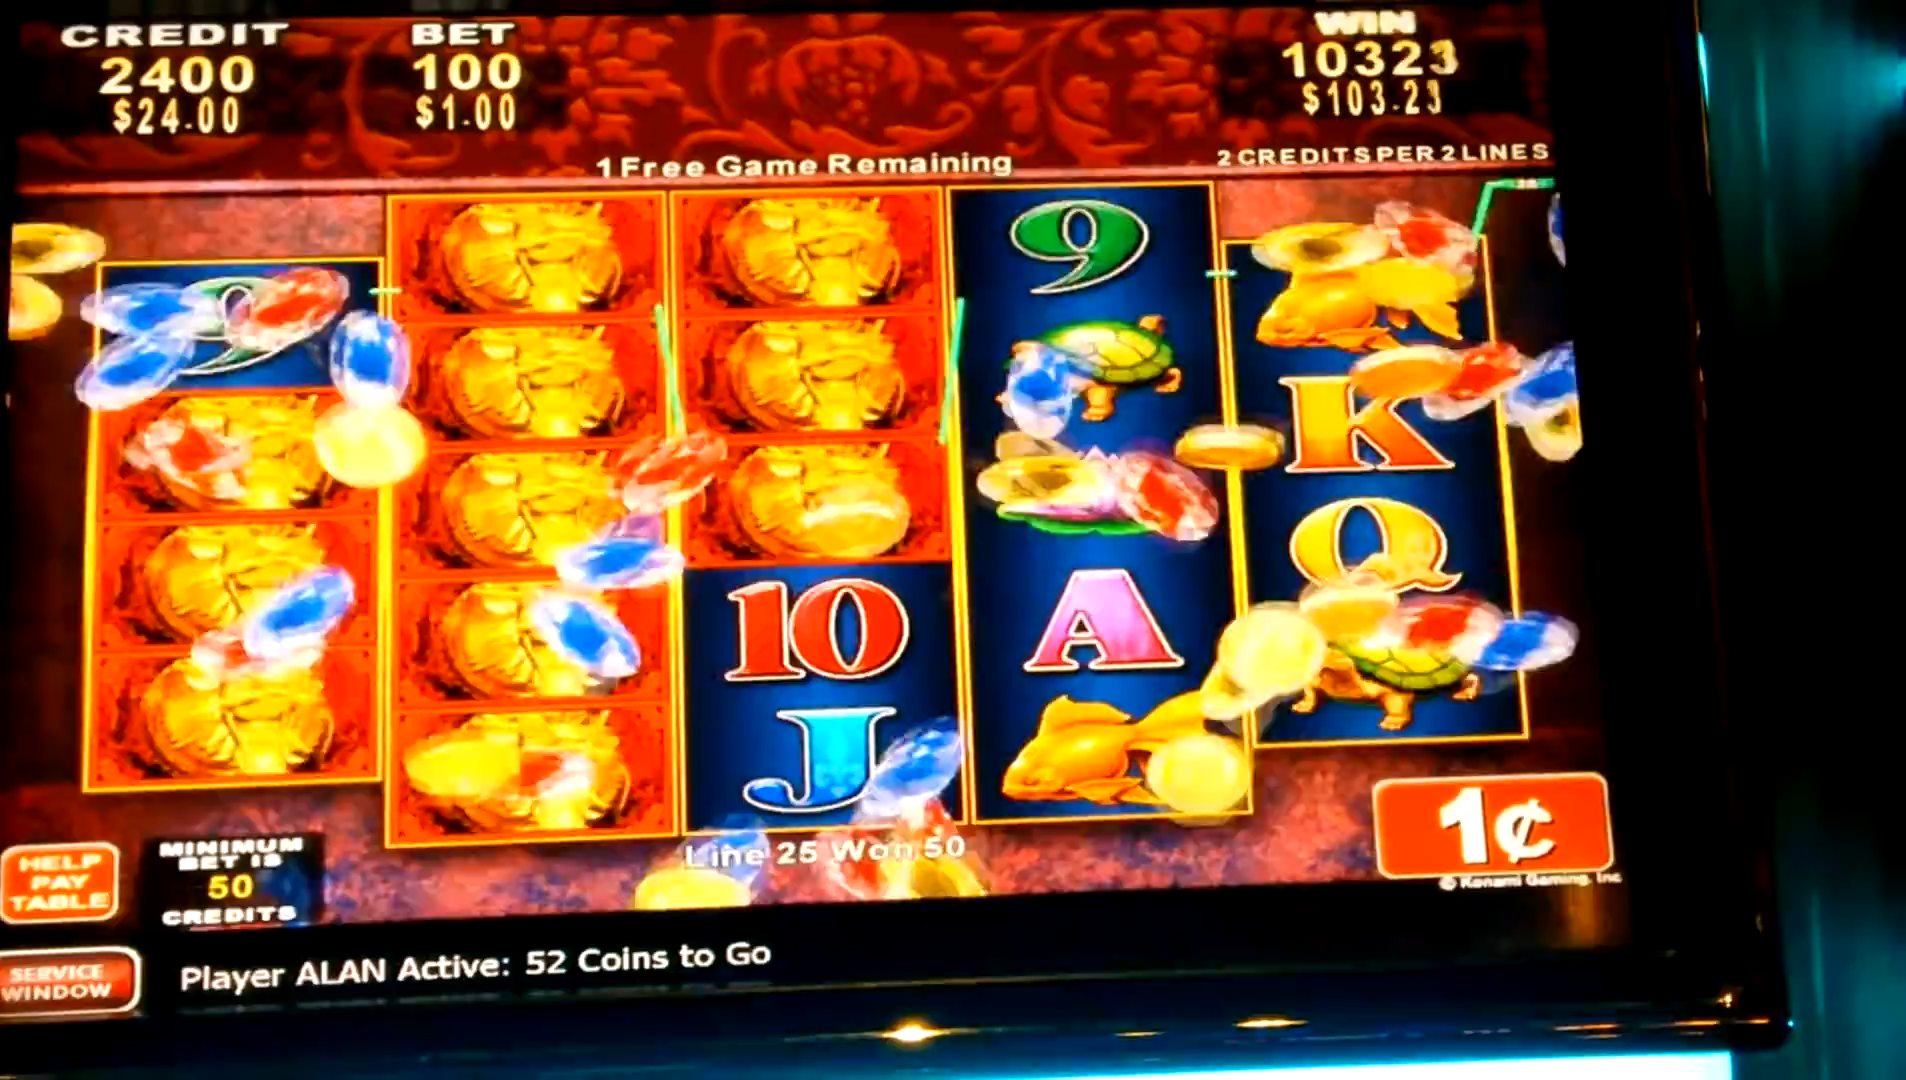 CREDIT
2400
$24.00
BET
100
$1.00
WIN
10323
$103.23
1 Free Game Remaining
2 CREDITS PER 2 LINES
9
9
K
Q
10
A
J
Line 25 Won 50
1¢
© Konami Gaming, Inc
HELP
PAY
TABLE
MINIMUM
BET IS
50
CREDITS
SERVICE
WINDOW
Player ALAN Active: 52 Coins to Go